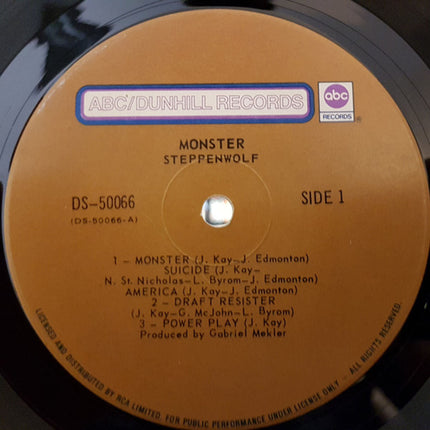 ABC/DUNHILL RECORDS
abc
RECORDS
®
MONSTER
STEPPENWOLF
DS-50066
(DS-50066-A)
SIDE 1
1 - MONSTER (J. Kay-J. Edmonton)
SUICIDE (J. Kay-
N. St. Nicholas-L. Byrom-J. Edmonton)
AMERICA (J. Kay-J. Edmonton)
2 - DRAFT RESISTER
(J. Kay-G. McJohn-L. Byrom)
3 - POWER PLAY (J. Kay)
Produced by Gabriel Mekler
LICENSED AND DISTRIBUTED BY RCA LIMITED. FOR PUBLIC PERFORMANCE UNDER LICENSE ONLY - ALL RIGHTS RESERVED.